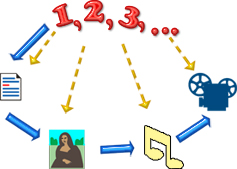 1, 2, 3, ...